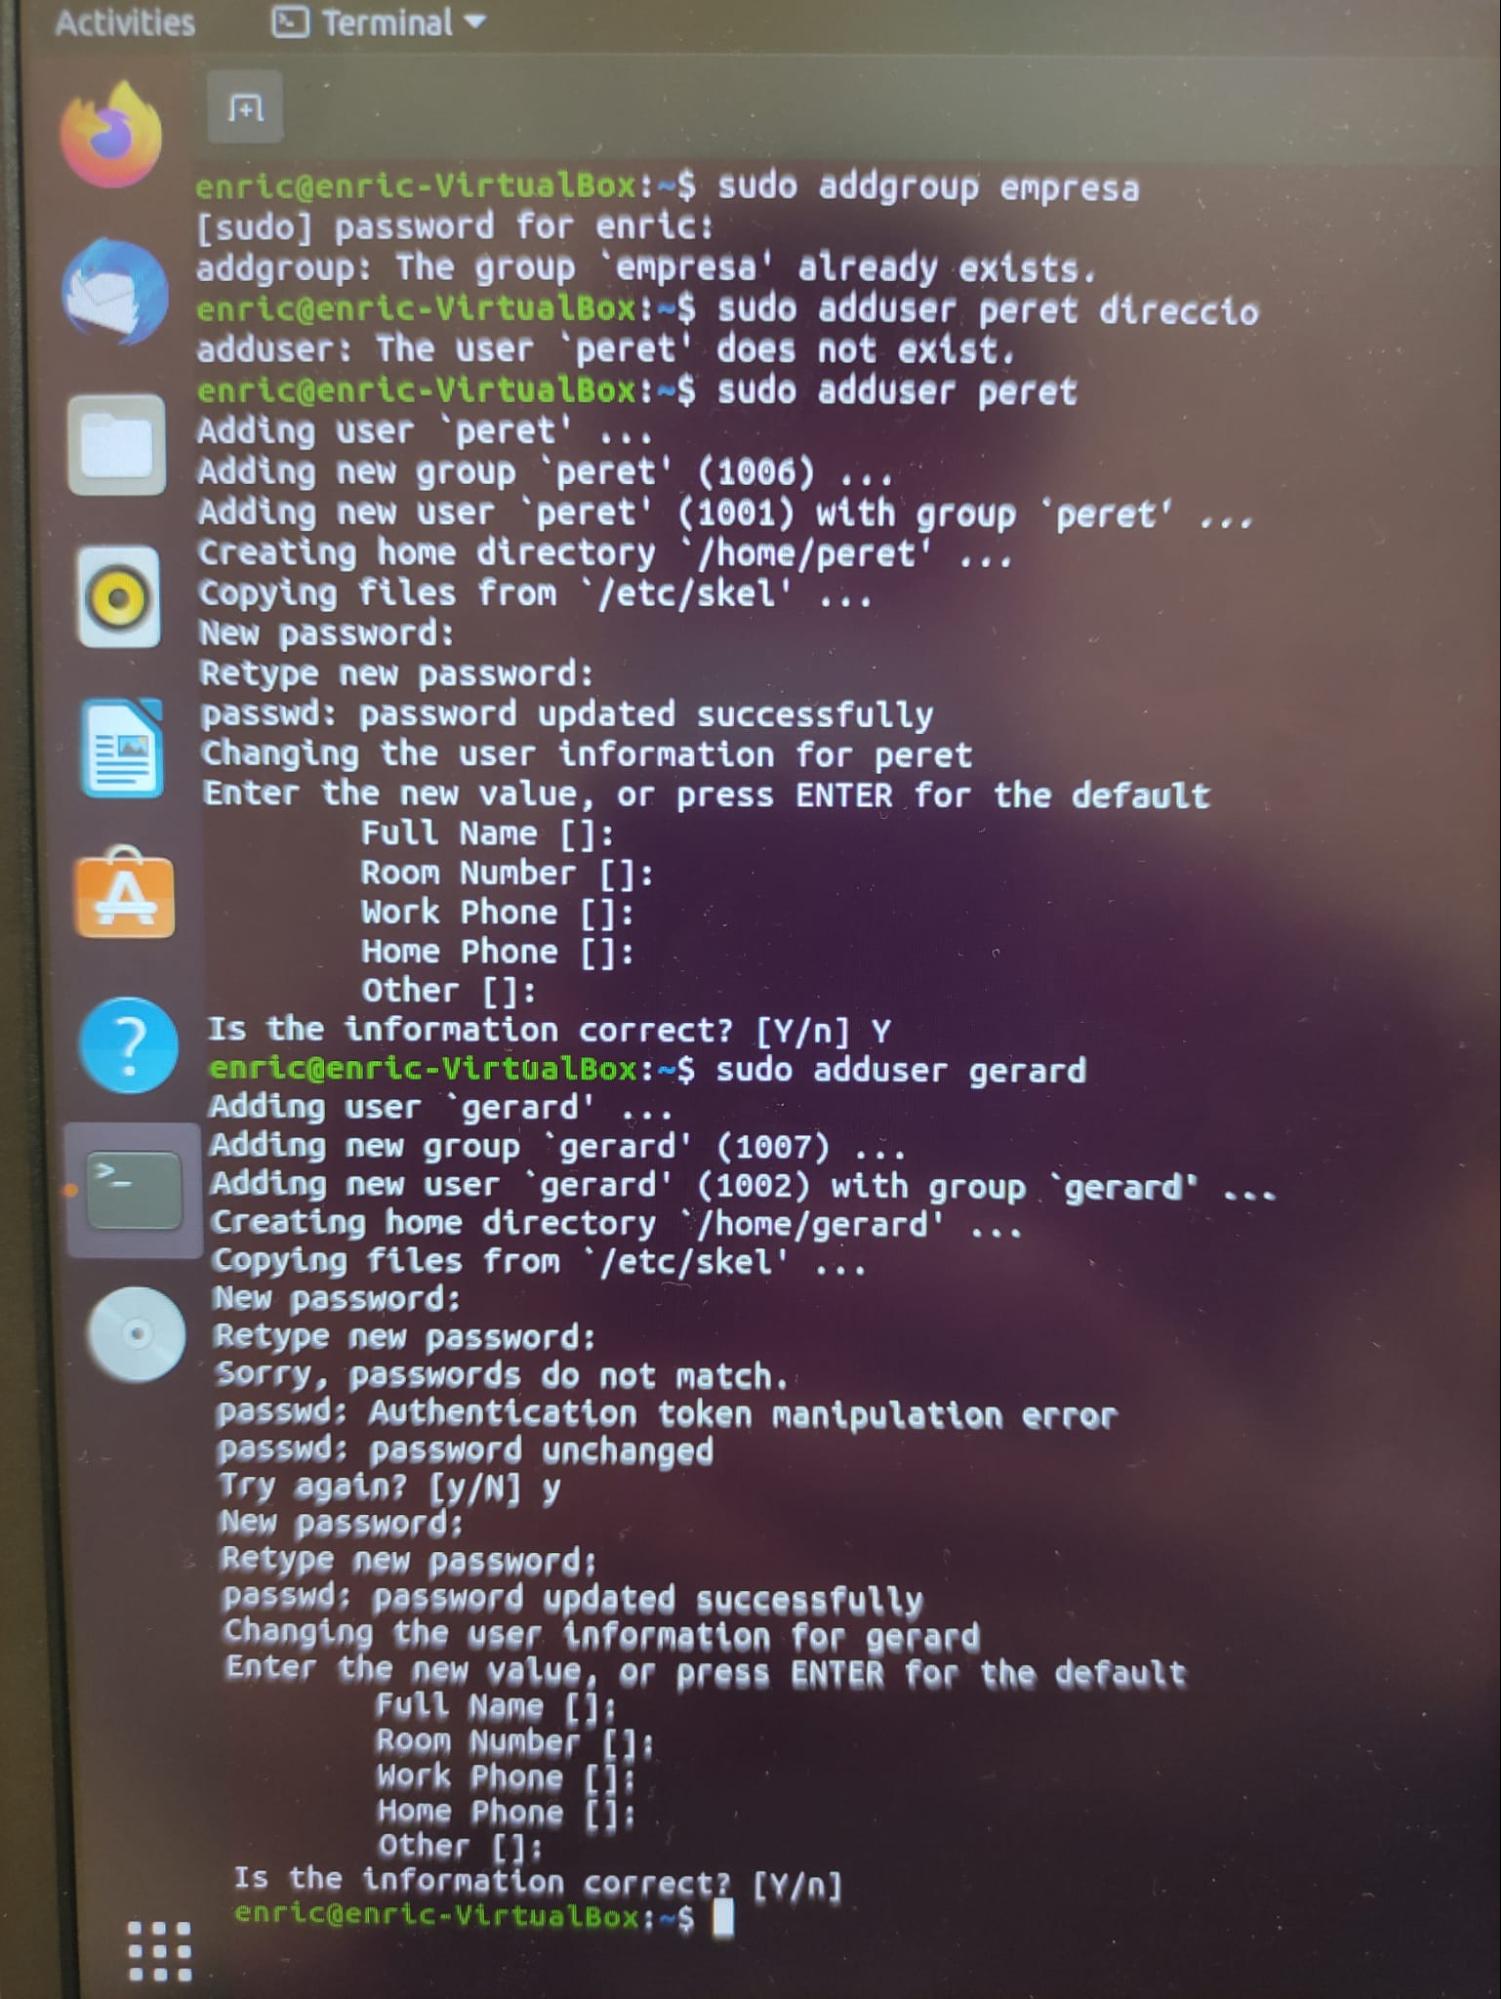 Activities
Terminal
enric@enric-VirtualBox:~$ sudo addgroup empresa
[sudo] password for enric:
addgroup: The group `empresa' already exists.
enric@enric-VirtualBox:~$ sudo adduser peret direccio
adduser: The user `peret' does not exist.
enric@enric-VirtualBox:~$ sudo adduser peret
Adding user `peret' ...
Adding new group `peret' (1006) ...
Adding new user `peret' (1001) with group `peret' ...
Creating home directory `/home/peret' ...
Copying files from `/etc/skel' ...
New password:
Retype new password:
passwd: password updated successfully
Changing the user information for peret
Enter the new value, or press ENTER for the default
Full Name []:
Room Number []:
Work Phone []:
Home Phone []:
Other []:
Is the information correct? [Y/n] Y
enric@enric-VirtualBox:~$ sudo adduser gerard
Adding user `gerard' ...
Adding new group `gerard' (1007) ...
Adding new user `gerard' (1002) with group `gerard' ...
Creating home directory `/home/gerard' ...
Copying files from `/etc/skel' ...
New password:
Retype new password:
Sorry, passwords do not match.
passwd: Authentication token manipulation error
passwd: password unchanged
Try again? [y/N] y
New password:
Retype new password:
passwd: password updated successfully
Changing the user information for gerard
Enter the new value, or press ENTER for the default
Full Name []:
Room Number []:
Work Phone []:
Home Phone []:
Other []:
Is the information correct? [Y/n]
enric@enric-VirtualBox:~$